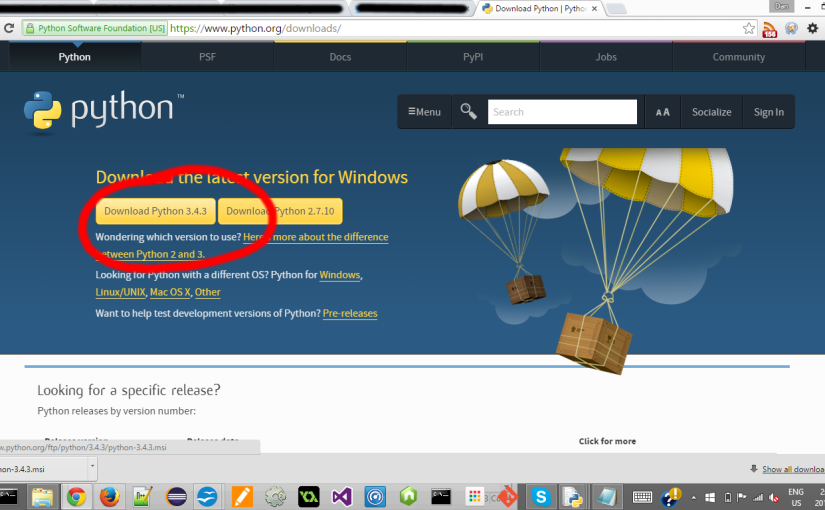 Download Python | Pytho
Dan
Python Software Foundation [US] https://www.python.org/downloads/
156
Python PSF Docs PyPI Jobs Community
python™
≡Menu Search AA Socialize Sign In
Download the latest version for Windows
Download Python 3.4.3 Download Python 2.7.10
Wondering which version to use? Here's more about the difference
between Python 2 and 3.
Looking for Python with a different OS? Python for Windows,
Linux/UNIX, Mac OS X, Other
Want to help test development versions of Python? Pre-releases
Looking for a specific release?
Python releases by version number:
Release version Release date Click for more
w.python.org/ftp/python/3.4.3/python-3.4.3.msi
hon-3.4.3.msi
Show all downloa
ENG
US 201